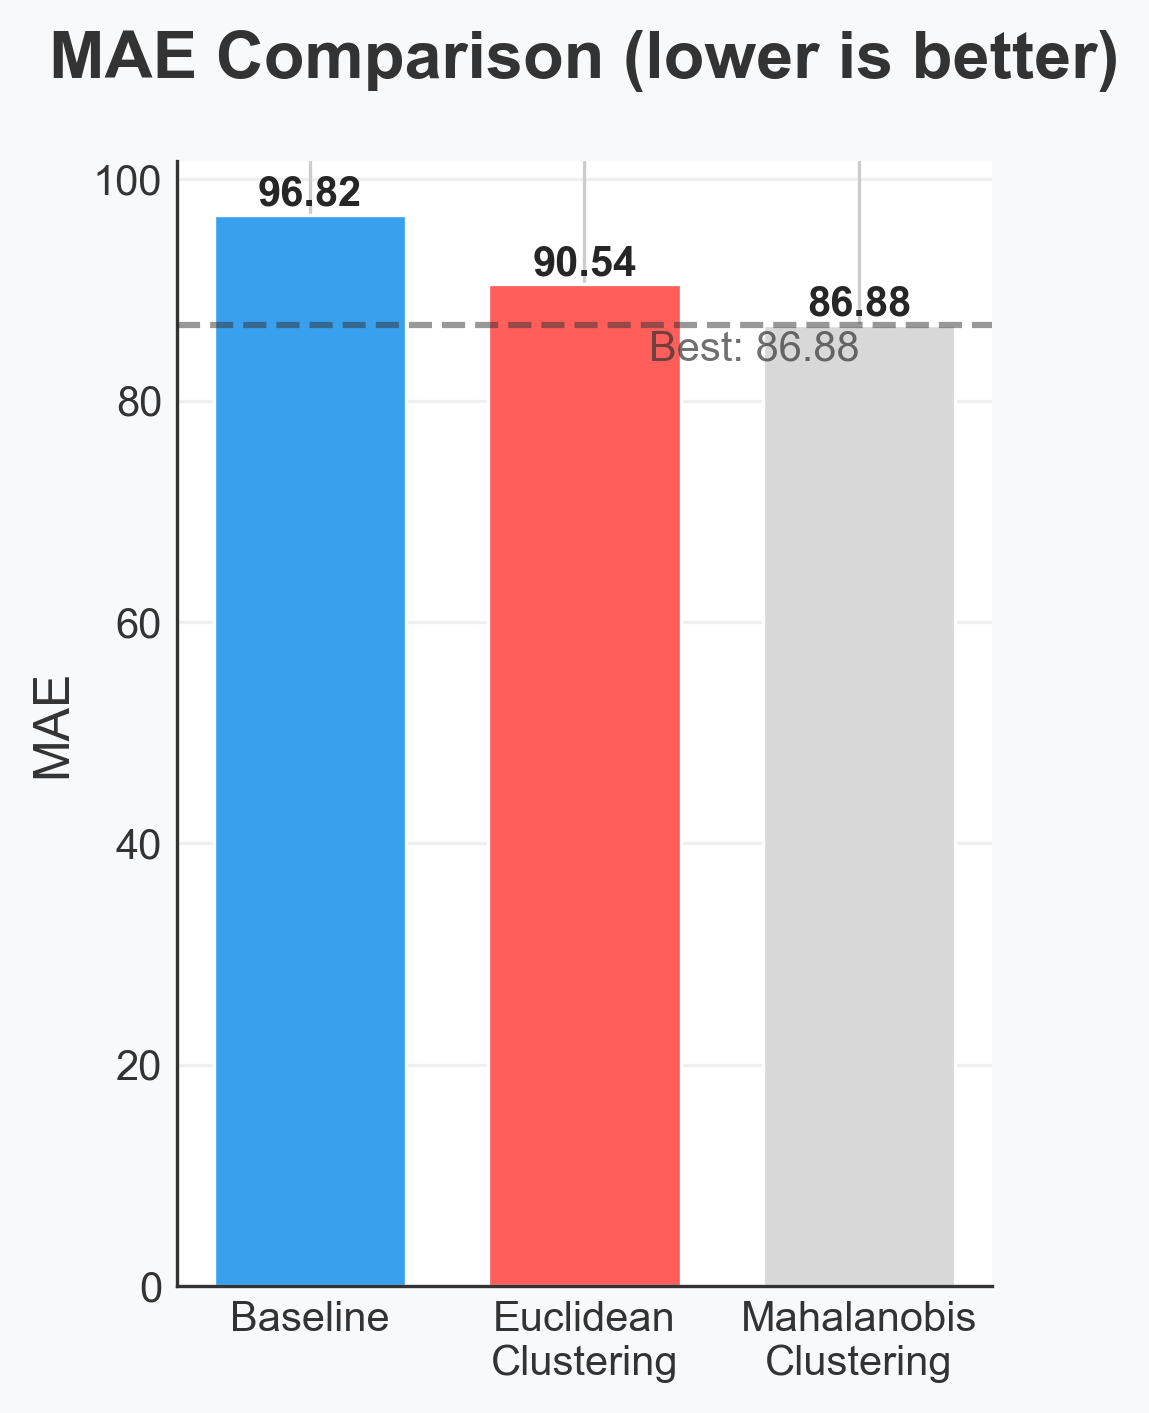 MAE Comparison (lower is better)
100
96.82
90.54
86.88
Best: 86.88
80
60
MAE
40
20
0
Baseline
Euclidean
Clustering
Mahalanobis
Clustering